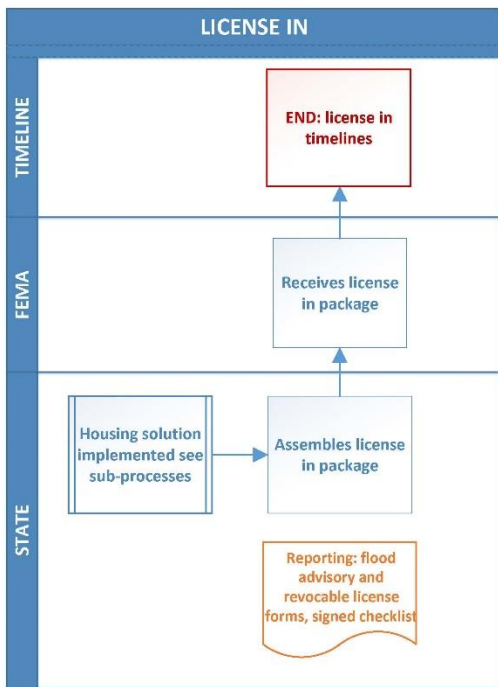 LICENSE IN
TIMELINE
END: license in
timelines
FEMA
Receives license
in package
STATE
Housing solution
implemented see
sub-processes
Assembles license
in package
Reporting: flood
advisory and
revocable license
forms, signed checklist